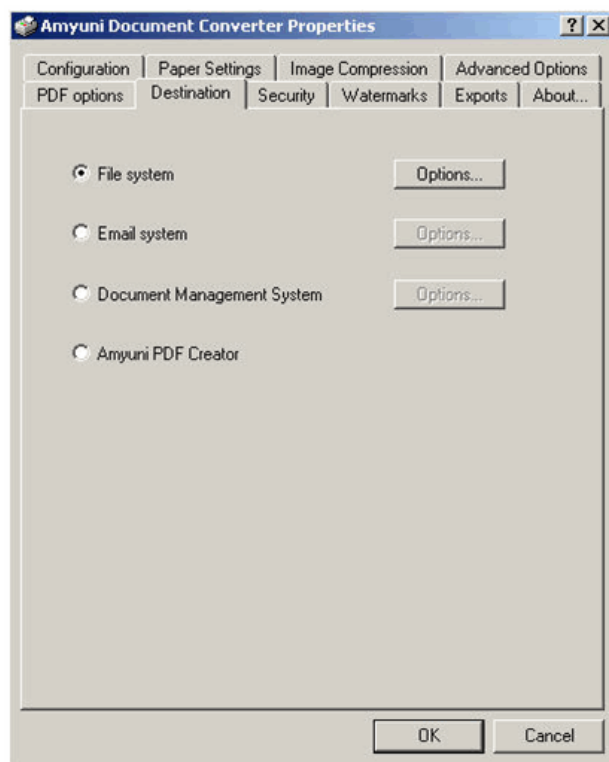 Amyuni Document Converter Properties
Configuration Paper Settings Image Compression Advanced Options
PDF options Destination Security Watermarks Exports About...
File system Options...
Email system Options...
Document Management System Options...
Amyuni PDF Creator
OK Cancel